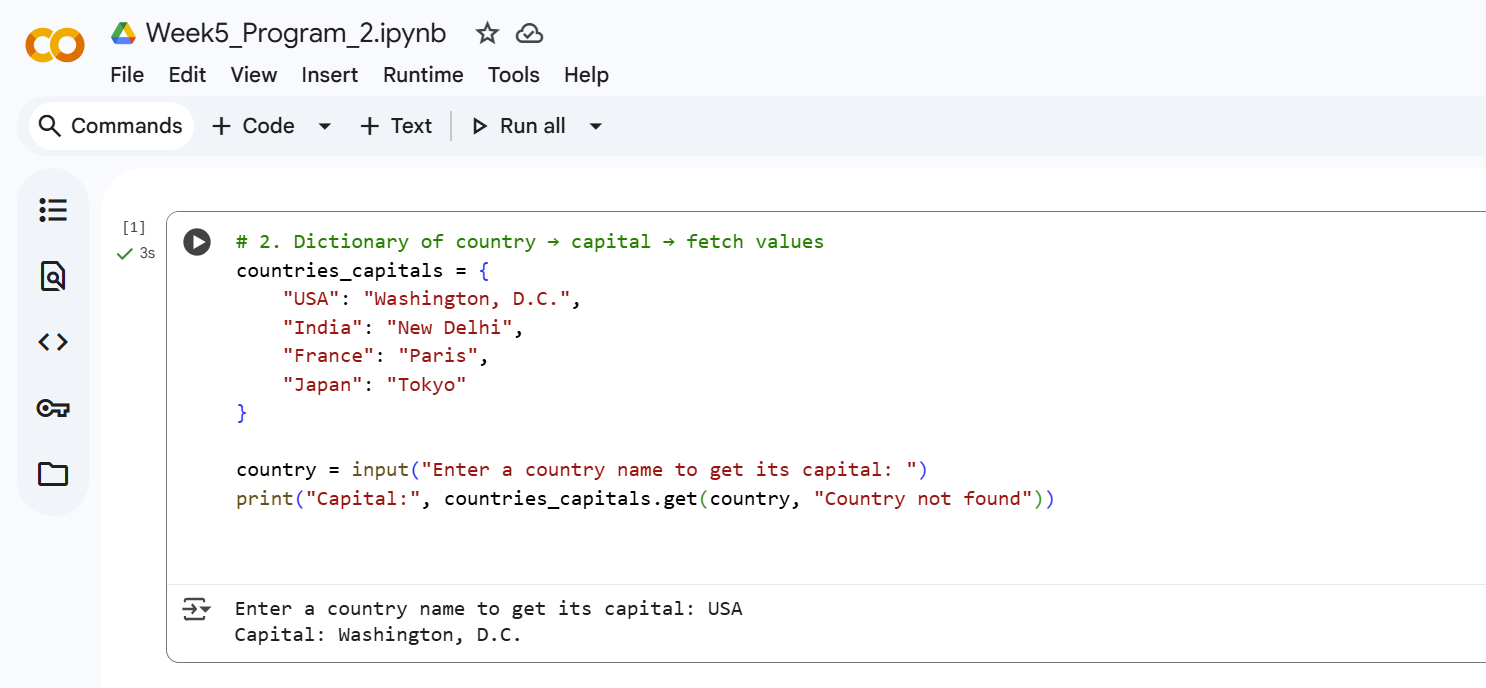 Week5_Program_2.ipynb
File Edit View Insert Runtime Tools Help
Commands + Code + Text Run all
[1]
3s
# 2. Dictionary of country → capital → fetch values
countries_capitals = {
    "USA": "Washington, D.C.",
    "India": "New Delhi",
    "France": "Paris",
    "Japan": "Tokyo"
}
country = input("Enter a country name to get its capital: ")
print("Capital:", countries_capitals.get(country, "Country not found"))
Enter a country name to get its capital: USA
Capital: Washington, D.C.